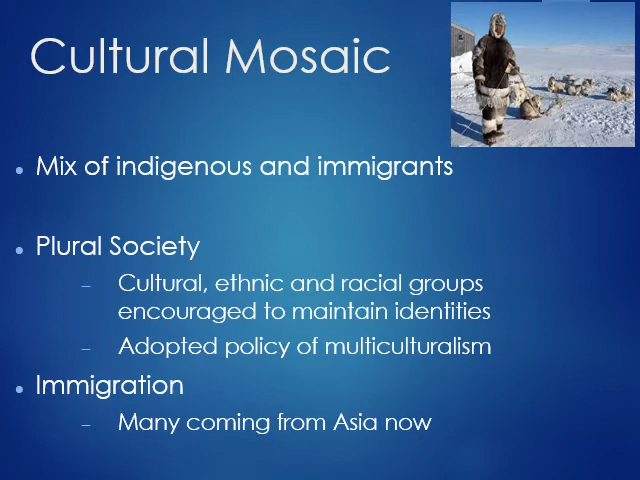 Cultural Mosaic
Mix of indigenous and immigrants
Plural Society
Cultural, ethnic and racial groups
encouraged to maintain identities
Adopted policy of multiculturalism
Immigration
Many coming from Asia now